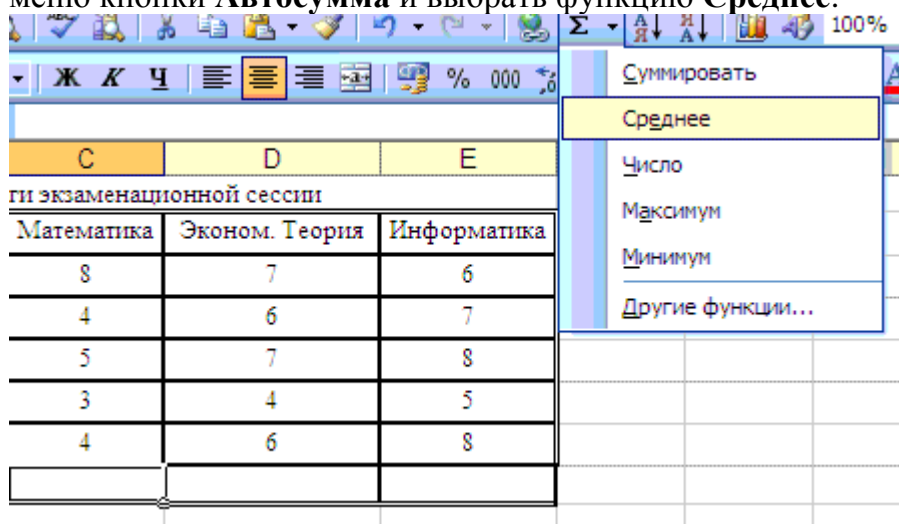 меню кнопки Автосумма и выбрать функцию Среднее.
Σ А Я Я А 100%
Ж К Ч а % 000
Суммировать
Среднее
Число
Максимум
Минимум
Другие функции...
C D E
ги экзаменационной сессии
Математика Эконом. Теория Информатика
8 7 6
4 6 7
5 7 8
3 4 5
4 6 8